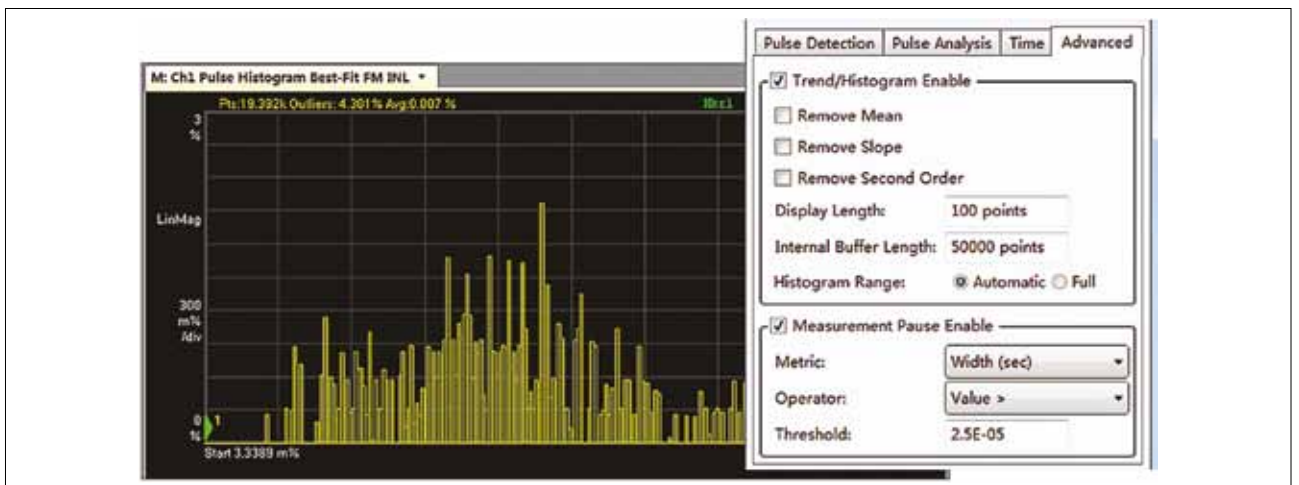 M: Ch1 Pulse Histogram Best-Fit FM INL
Pts:19.392k Outliers: 4.301% Avg:0.007 %
3
%
LinMag
300
m%
/div
0
%
1
Start 3.3389 m%
Pulse Detection Pulse Analysis Time Advanced
Trend/Histogram Enable
Remove Mean
Remove Slope
Remove Second Order
Display Length: 100 points
Internal Buffer Length: 50000 points
Histogram Range: Automatic Full
Measurement Pause Enable
Metric: Width (sec)
Operator: Value >
Threshold: 2.5E-05